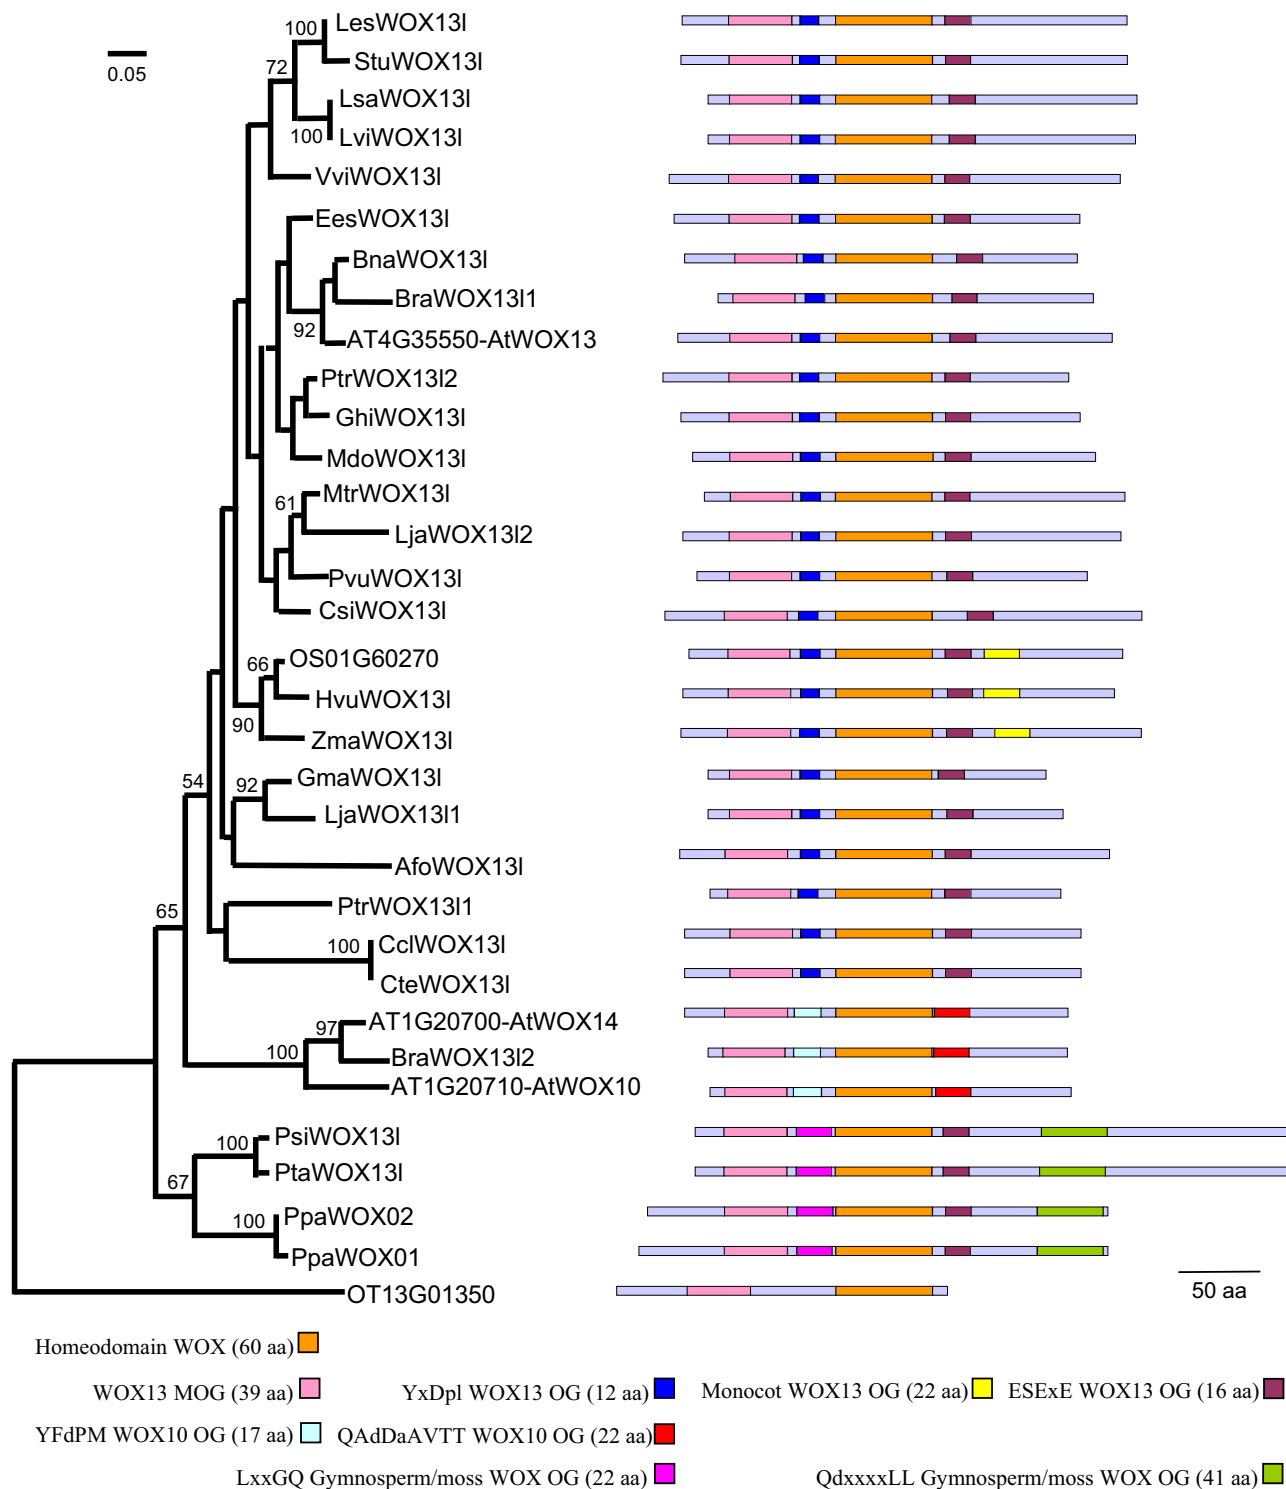 LesWOX13l
100
StuWOX13l
0.05
72
LsaWOX13l
100
LviWOX13l
VviWOX13l
EesWOX13l
BnaWOX13l
BraWOX13l1
92
AT4G35550-AtWOX13
PtrWOX13l2
GhiWOX13l
MdoWOX13l
MtrWOX13l
61
LjaWOX13l2
PvuWOX13l
CsiWOX13l
OS01G60270
66
HvuWOX13l
90
ZmaWOX13l
GmaWOX13l
54
92
LjaWOX13l1
AfoWOX13l
PtrWOX13l1
65
CclWOX13l
100
CteWOX13l
AT1G20700-AtWOX14
97
100
BraWOX13l2
AT1G20710-AtWOX10
PsiWOX13l
100
PtaWOX13l
67
PpaWOX02
100
PpaWOX01
50 aa
OT13G01350
Homeodomain WOX (60 aa)
WOX13 MOG (39 aa) YxDpl WOX13 OG (12 aa) Monocot WOX13 OG (22 aa) ESExE WOX13 OG (16 aa)
YFdPM WOX10 OG (17 aa) QAdDaAVTT WOX10 OG (22 aa)
LxxGQ Gymnosperm/moss WOX OG (22 aa) QdxxxxLL Gymnosperm/moss WOX OG (41 aa)